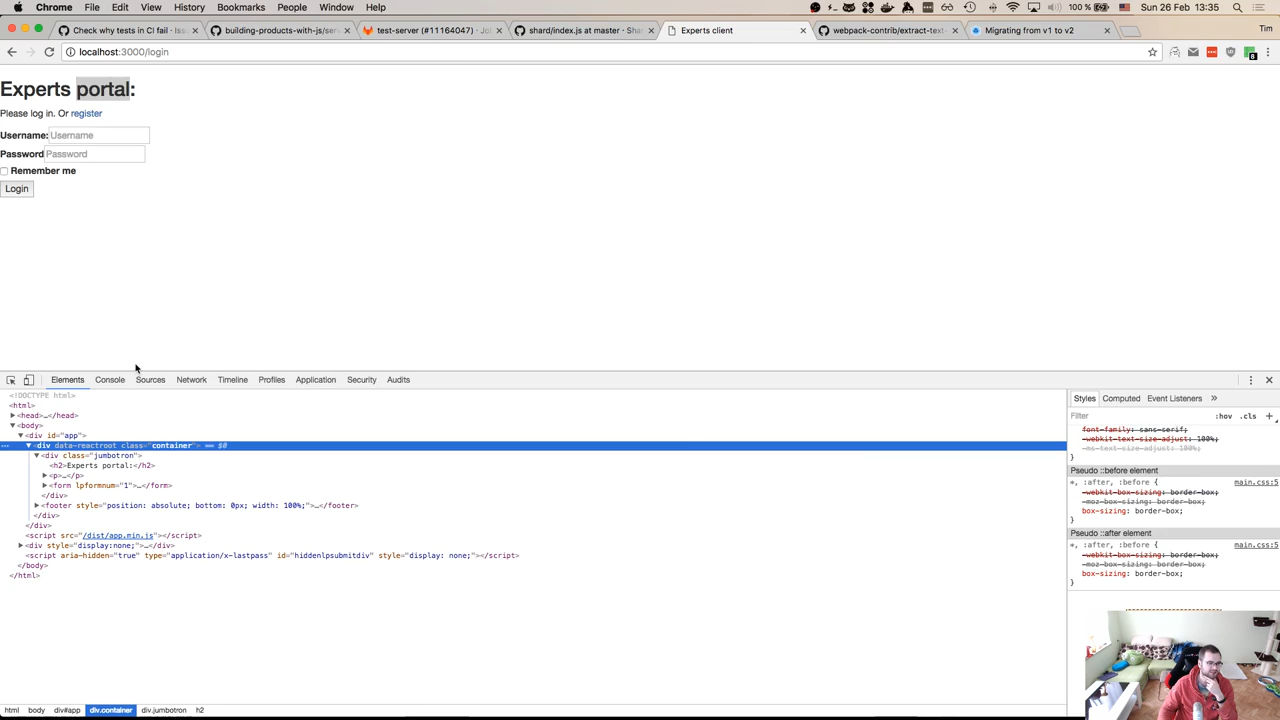 Chrome File Edit View History Bookmarks People Window Help 100 % Sun 26 Feb 13:35
Check why tests in CI fail · Iss
building-products-with-js/ser
test-server (#11164047) · Jo
shard/index.js at master · Sha
Experts client
webpack-contrib/extract-text-
Migrating from v1 to v2
Tim
localhost:3000/login
8
Experts portal:
Please log in. Or register
Username: Username
Password Password
Remember me
Login
Elements Console Sources Network Timeline Profiles Application Security Audits
<!DOCTYPE html>
<html>
<head>…</head>
<body>
<div id="app">
… <div data-reactroot class="container"> == $0
<div class="jumbotron">
<h2>Experts portal:</h2>
<p>…</p>
<form lpformnum="1">…</form>
</div>
<footer style="position: absolute; bottom: 0px; width: 100%;">…</footer>
</div>
</div>
<script src="/dist/app.min.js"></script>
<div style="display:none;">…</div>
<script aria-hidden="true" type="application/x-lastpass" id="hiddenlpsubmitdiv" style="display: none;"></script>
</body>
</html>
Styles Computed Event Listeners »
Filter :hov .cls +
font-family: sans-serif;
-webkit-text-size-adjust: 100%;
-ms-text-size-adjust: 100%;
}
Pseudo ::before element
*, :after, :before { main.css:5
-webkit-box-sizing: border-box;
-moz-box-sizing: border-box;
box-sizing: border-box;
}
Pseudo ::after element
*, :after, :before { main.css:5
-webkit-box-sizing: border-box;
-moz-box-sizing: border-box;
box-sizing: border-box;
}
html body div#app div.container div.jumbotron h2